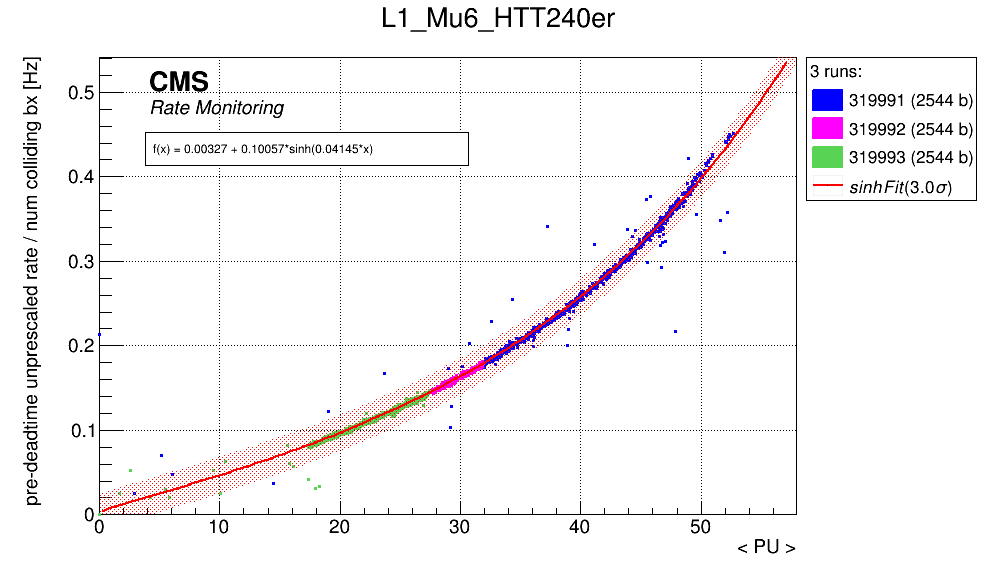 L1_Mu6_HTT240er
pre-deadtime unprescaled rate / num colliding bx [Hz]
CMS
Rate Monitoring
f(x) = 0.00327 + 0.10057*sinh(0.04145*x)
0.5
0.4
0.3
0.2
0.1
0
0 10 20 30 40 50
< PU >
3 runs:
319991 (2544 b)
319992 (2544 b)
319993 (2544 b)
sinhFit(3.0σ)